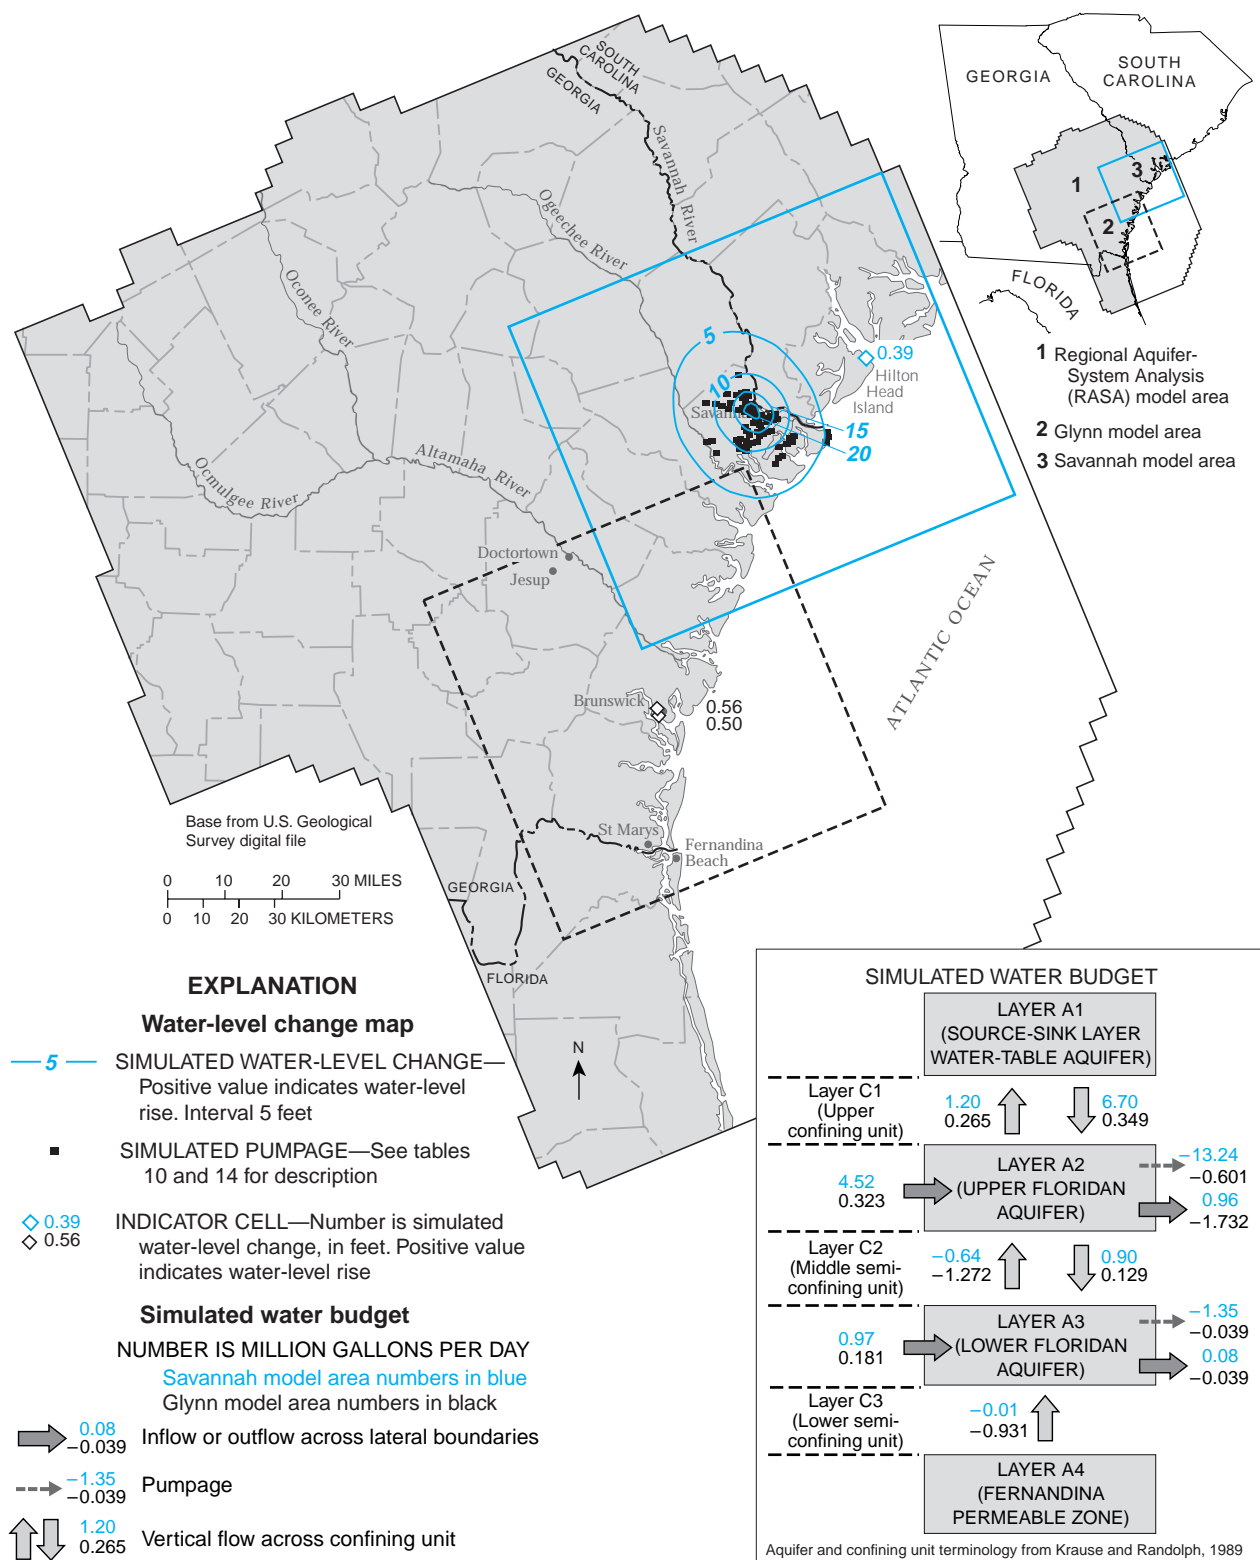 SOUTH
CAROLINA
GEORGIA
Savannah River
Ogeechee River
Oconee River
Ocmulgee River
Altamaha River
5
10
15
20
0.39
Hilton
Head
Island
Doctortown
Jesup
Brunswick
0.56
0.50
ATLANTIC OCEAN
St Marys
Fernandina
Beach
GEORGIA
FLORIDA
N
Base from U.S. Geological
Survey digital file
0 10 20 30 MILES
0 10 20 30 KILOMETERS
GEORGIA
SOUTH
CAROLINA
FLORIDA
1
2
3
1 Regional Aquifer-
System Analysis
(RASA) model area
2 Glynn model area
3 Savannah model area
EXPLANATION
Water-level change map
5 SIMULATED WATER-LEVEL CHANGE—
Positive value indicates water-level
rise. Interval 5 feet
SIMULATED PUMPAGE—See tables
10 and 14 for description
0.39
0.56
INDICATOR CELL—Number is simulated
water-level change, in feet. Positive value
indicates water-level rise
Simulated water budget
NUMBER IS MILLION GALLONS PER DAY
Savannah model area numbers in blue
Glynn model area numbers in black
0.08
−0.039
Inflow or outflow across lateral boundaries
−1.35
−0.039
Pumpage
1.20
0.265
Vertical flow across confining unit
SIMULATED WATER BUDGET
LAYER A1
(SOURCE-SINK LAYER
WATER-TABLE AQUIFER)
Layer C1
(Upper
confining unit)
1.20
0.265
6.70
0.349
4.52
0.323
LAYER A2
(UPPER FLORIDAN
AQUIFER)
−13.24
−0.601
0.96
−1.732
Layer C2
(Middle semi-
confining unit)
−0.64
−1.272
0.90
0.129
0.97
0.181
LAYER A3
(LOWER FLORIDAN
AQUIFER)
−1.35
−0.039
0.08
−0.039
Layer C3
(Lower semi-
confining unit)
−0.01
−0.931
LAYER A4
(FERNANDINA
PERMEABLE ZONE)
Aquifer and confining unit terminology from Krause and Randolph, 1989